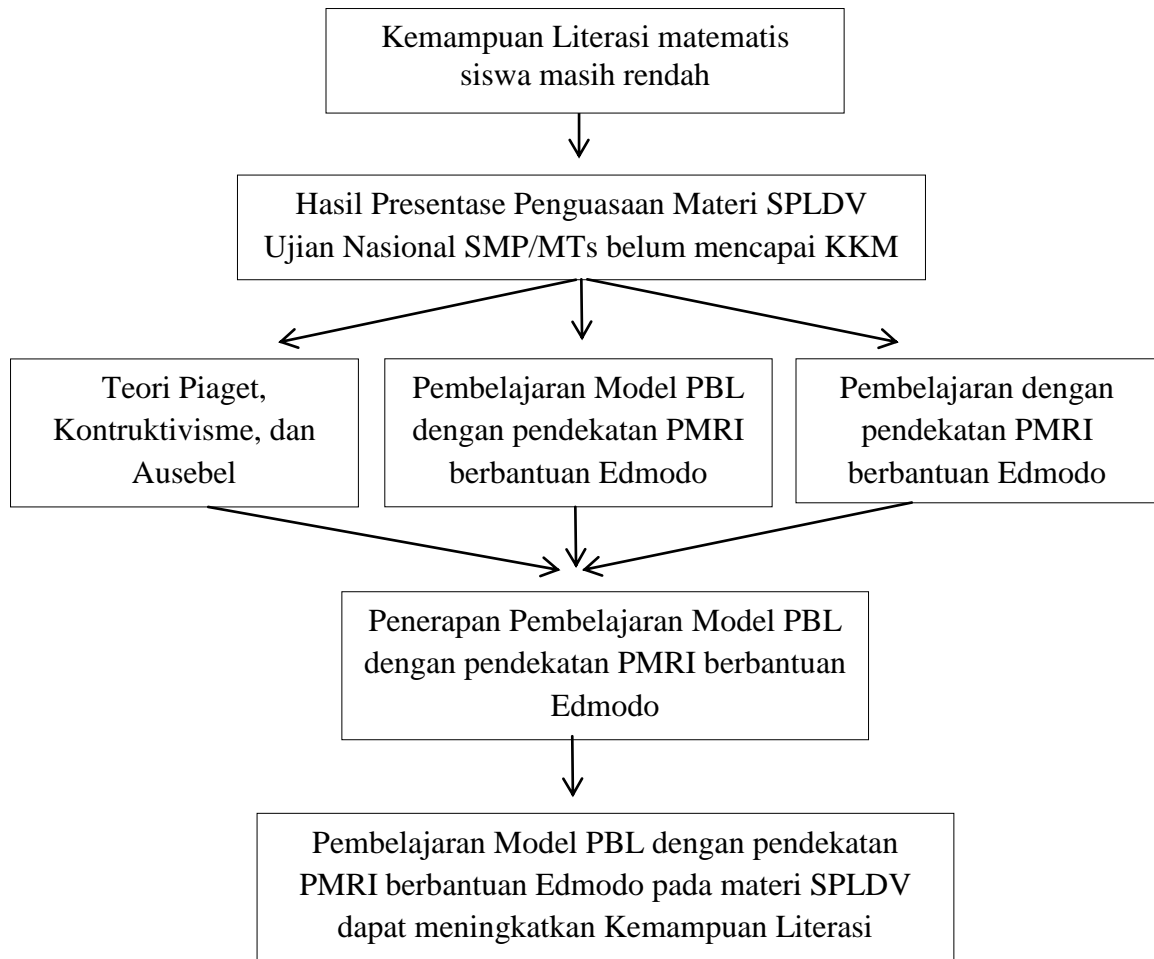 Kemampuan Literasi matematis
siswa masih rendah
Hasil Presentase Penguasaan Materi SPLDV
Ujian Nasional SMP/MTs belum mencapai KKM
Teori Piaget,
Kontruktivisme, dan
Ausebel
Pembelajaran Model PBL
dengan pendekatan PMRI
berbantuan Edmodo
Pembelajaran dengan
pendekatan PMRI
berbantuan Edmodo
Penerapan Pembelajaran Model PBL
dengan pendekatan PMRI berbantuan
Edmodo
Pembelajaran Model PBL dengan pendekatan
PMRI berbantuan Edmodo pada materi SPLDV
dapat meningkatkan Kemampuan Literasi